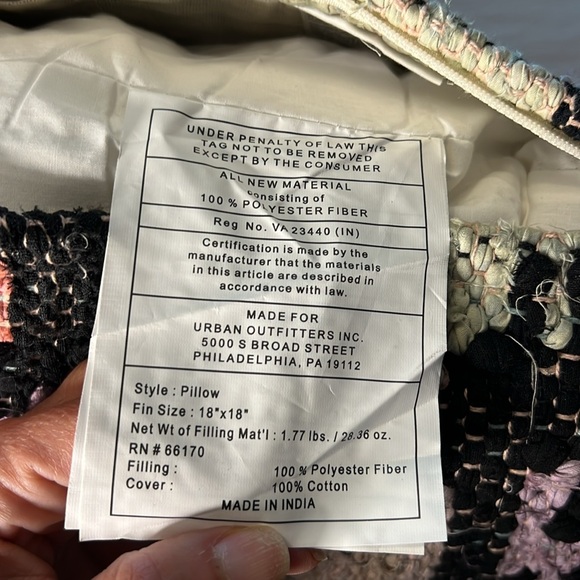 UNDER PENALTY OF LAW THIS
TAG NOT TO BE REMOVED
EXCEPT BY THE CONSUMER
ALL NEW MATERIAL
consisting of
100 % POLYESTER FIBER
Reg No. VA 23440 (IN)
Certification is made by the
manufacturer that the materials
in this article are described in
accordance with law.
MADE FOR
URBAN OUTFITTERS INC.
5000 S BROAD STREET
PHILADELPHIA, PA 19112
Style : Pillow
Fin Size : 18"x18"
Net Wt of Filling Mat'l : 1.77 lbs. / 28.36 oz.
RN # 66170
Filling : 100 % Polyester Fiber
Cover : 100% Cotton
MADE IN INDIA